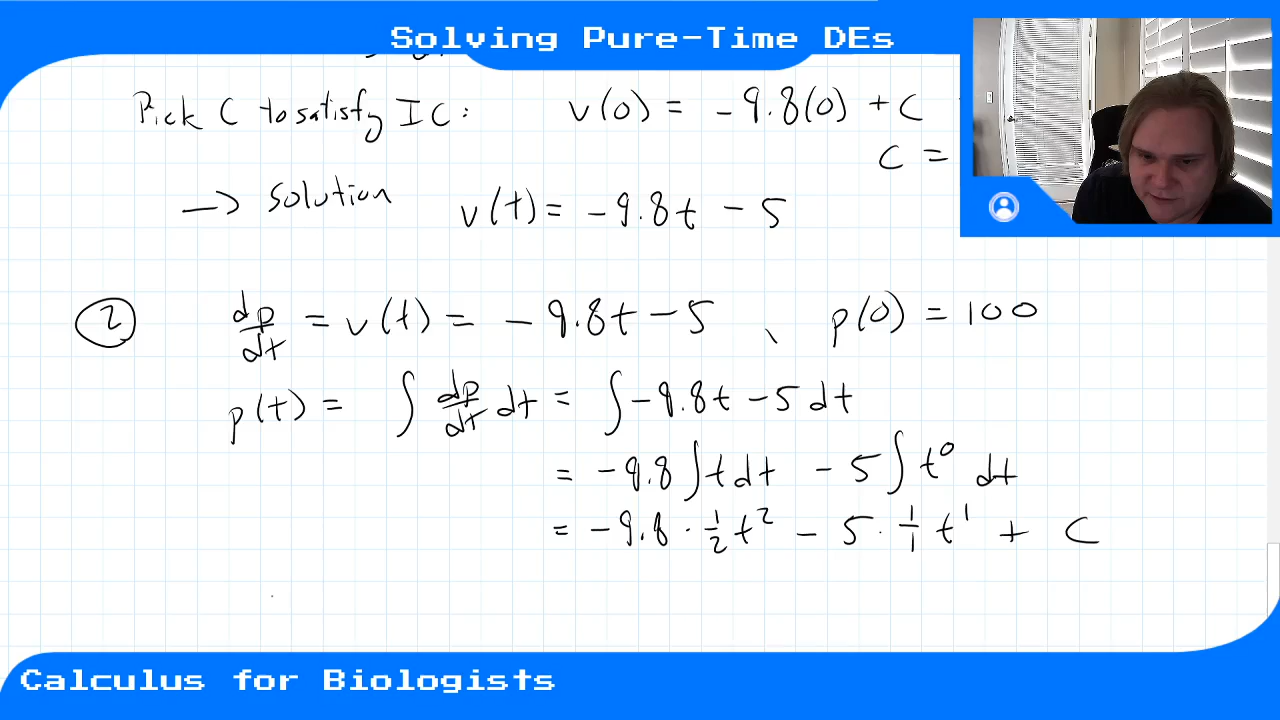 Solving Pure-Time DEs
Pick C to satisfy IC: v(0) = -9.8(0) + C
C =
→ solution v(t) = -9.8t - 5
② dp/dt = v(t) = -9.8t - 5 , p(0) = 100
p(t) = ∫ dp/dt dt = ∫ -9.8t - 5 dt
= -9.8 ∫ t dt - 5 ∫ t⁰ dt
= -9.8 · 1/2 t² - 5 · 1/1 t¹ + C
Calculus for Biologists